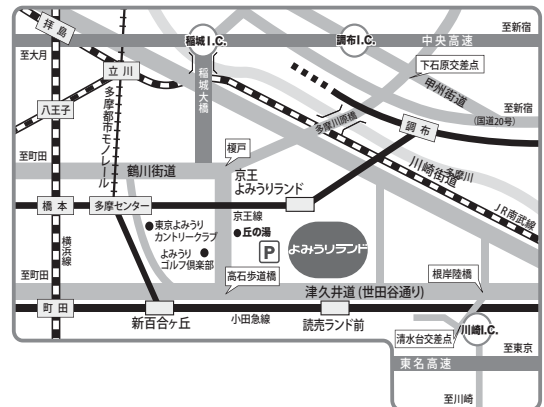 拝島
稲城I.C.
調布I.C.
中央高速
至新宿
至大月
立川
稲城大橋
下石原交差点
甲州街道
至新宿
(国道20号)
八王子
多摩都市モノレール
多摩川原橋
調布
榎戸
至町田
鶴川街道
川崎街道
多摩川
京王
よみうりランド
JR南武線
橋本
多摩センター
京王線
東京よみうり
カントリークラブ
丘の湯
よみうり
ゴルフ倶楽部
P
よみうりランド
横浜線
至町田
高石歩道橋
根岸陸橋
津久井道(世田谷通り)
町田
新百合ヶ丘
小田急線
読売ランド前
清水台交差点
川崎I.C.
至東京
東名高速
至川崎